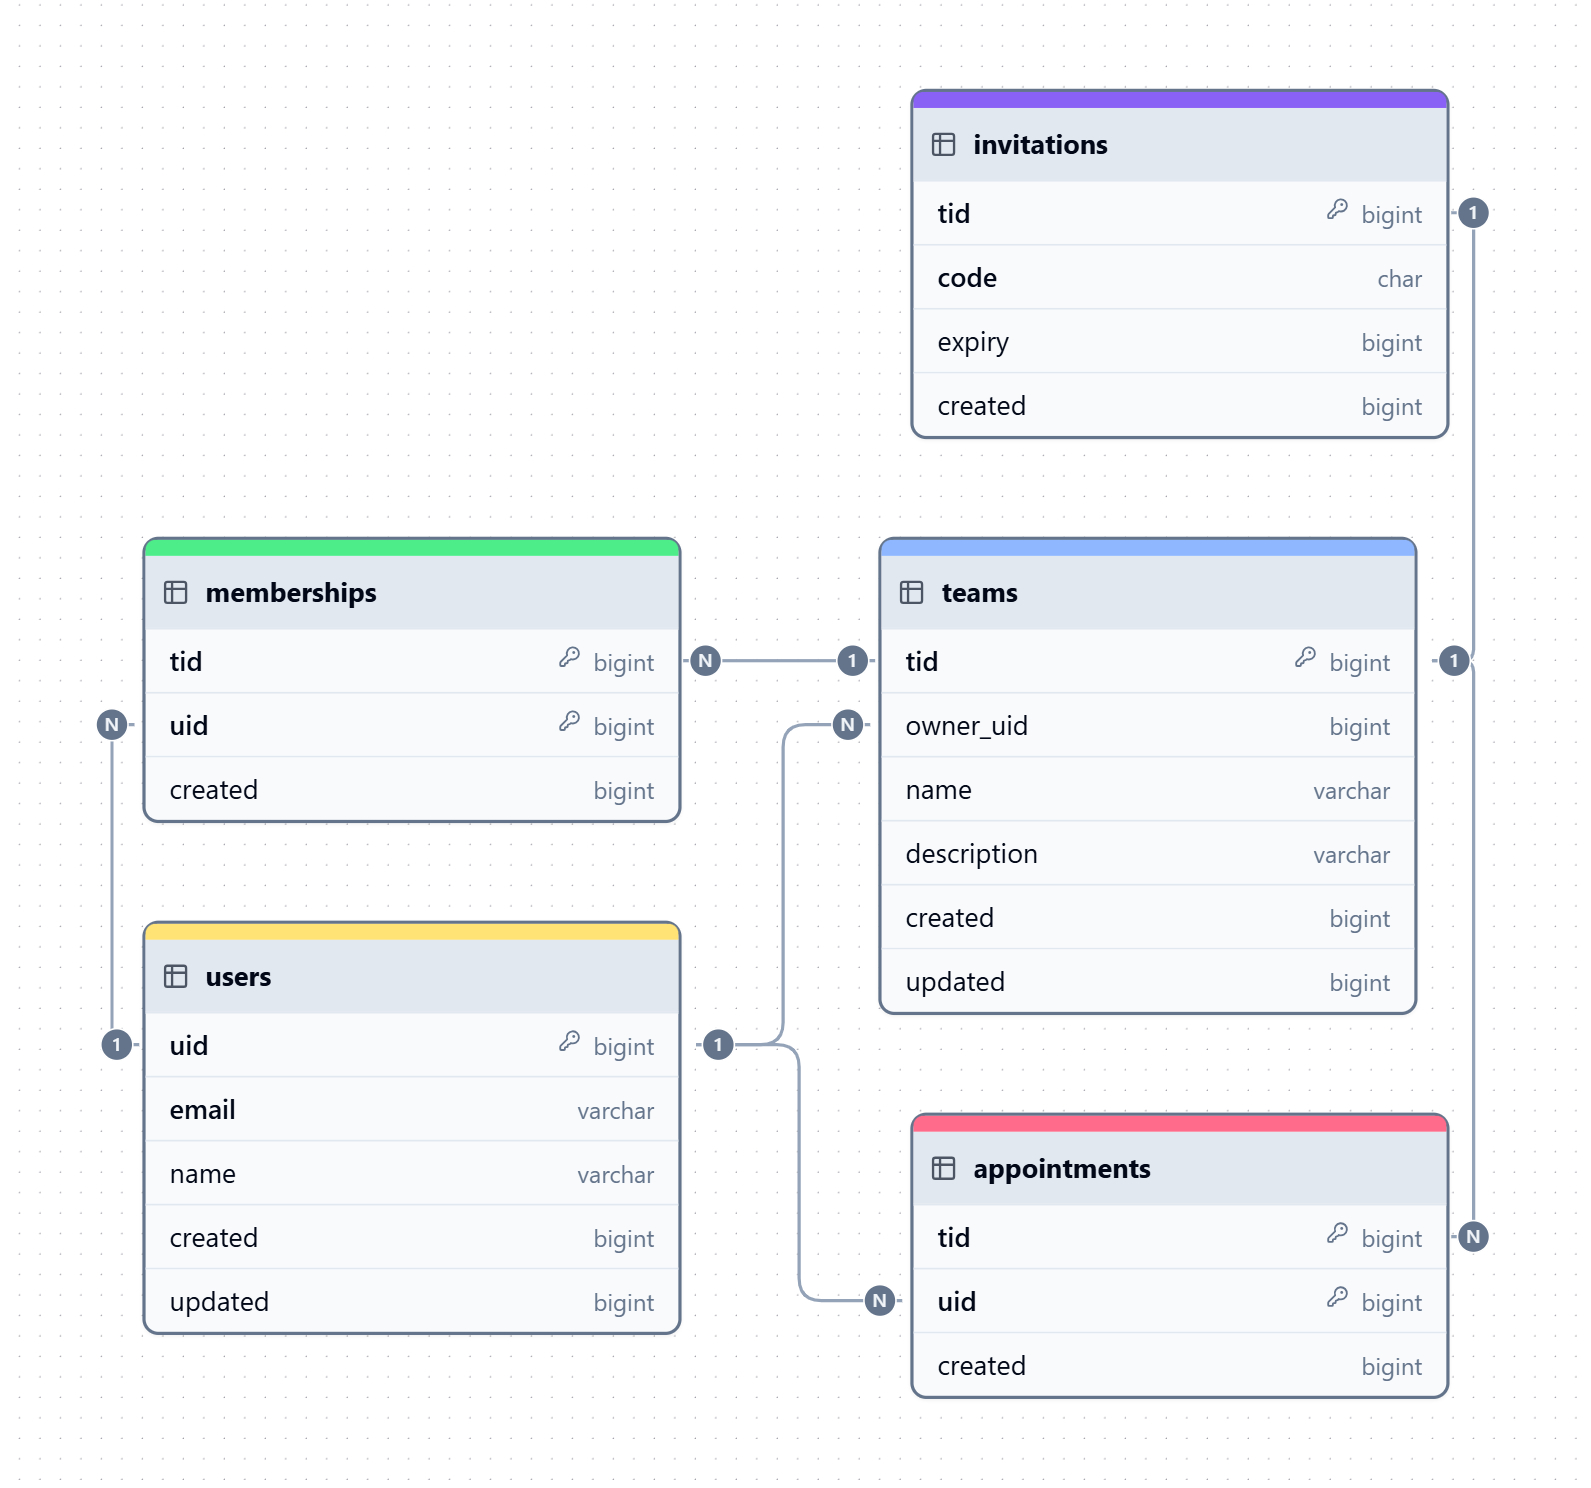 invitations
tid bigint
1
code char
expiry bigint
created bigint
memberships
tid bigint
N
uid bigint
N
created bigint
teams
1
tid bigint
1
N
owner_uid bigint
name varchar
description varchar
created bigint
updated bigint
users
1
uid bigint
1
email varchar
name varchar
created bigint
updated bigint
appointments
tid bigint
N
N
uid bigint
created bigint